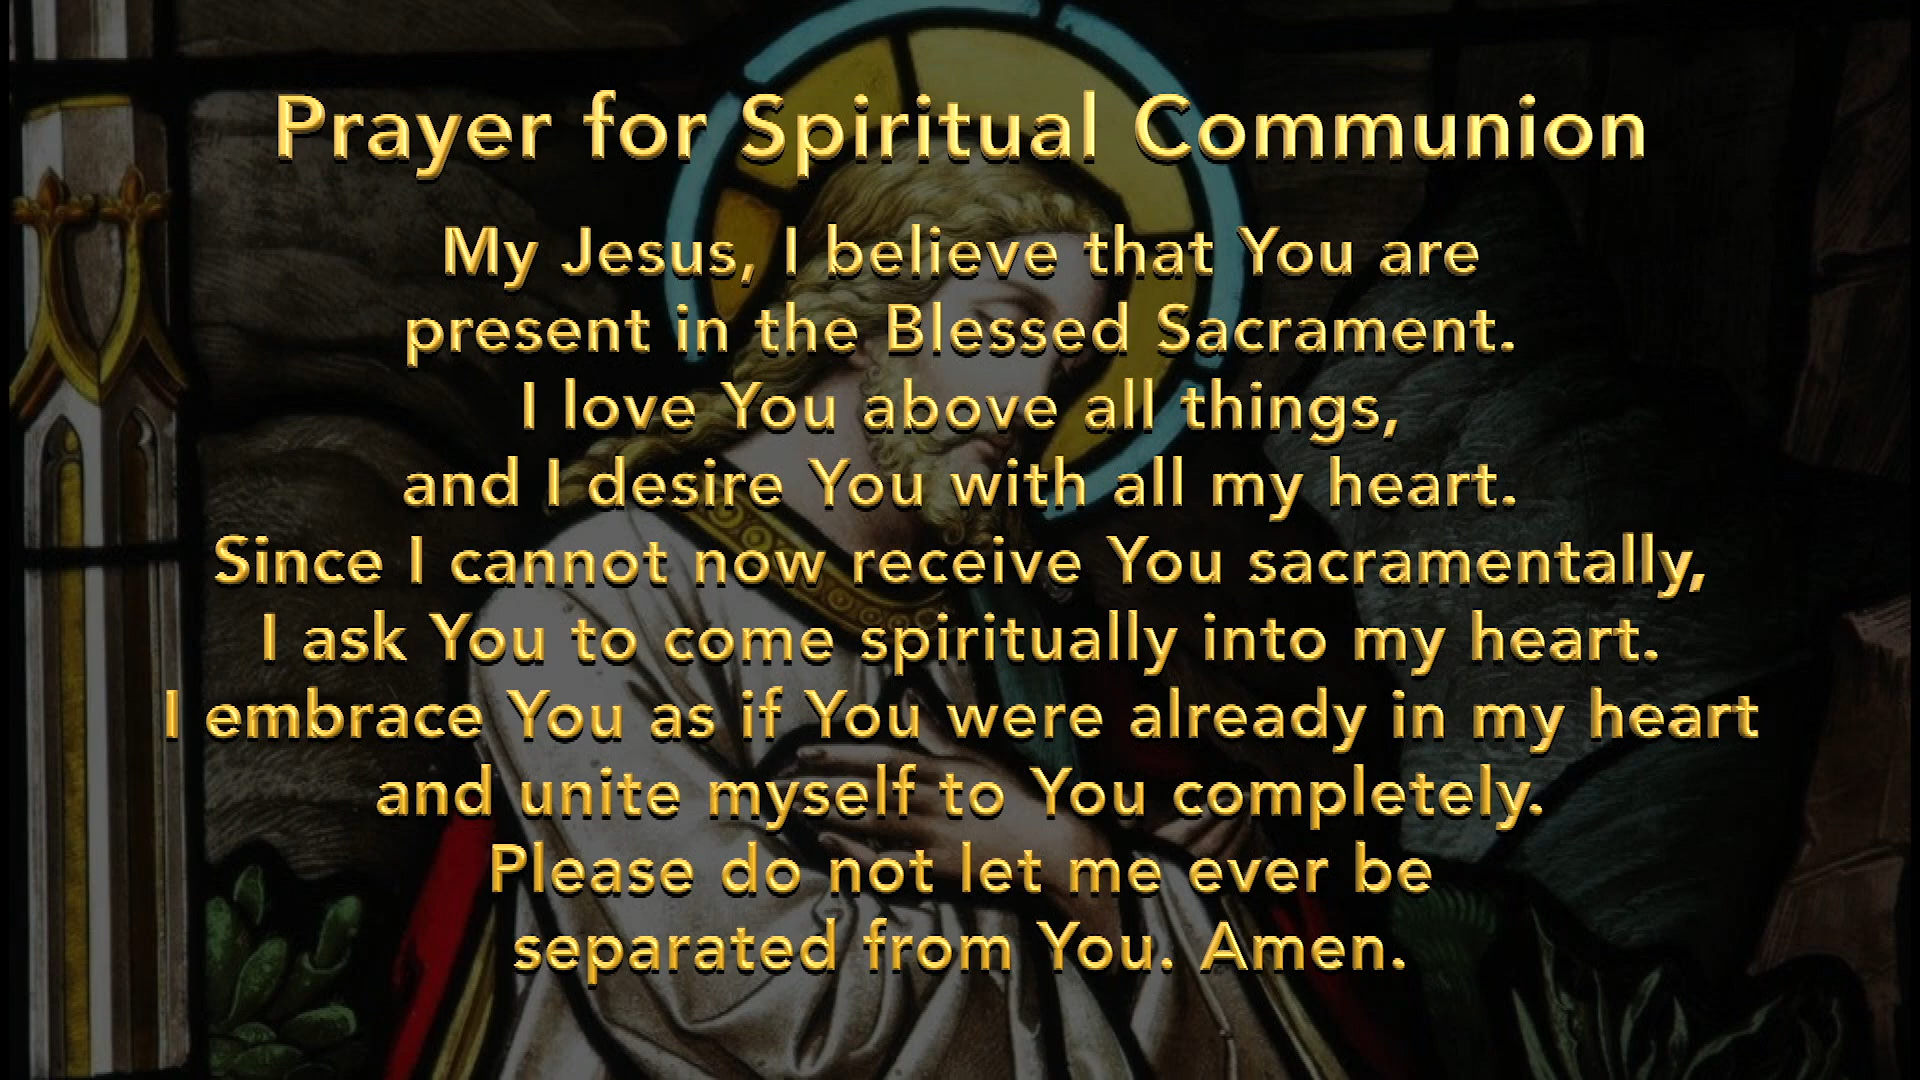 Prayer for Spiritual Communion
My Jesus, I believe that You are
present in the Blessed Sacrament.
I love You above all things,
and I desire You with all my heart.
Since I cannot now receive You sacramentally,
I ask You to come spiritually into my heart.
I embrace You as if You were already in my heart
and unite myself to You completely.
Please do not let me ever be
separated from You. Amen.